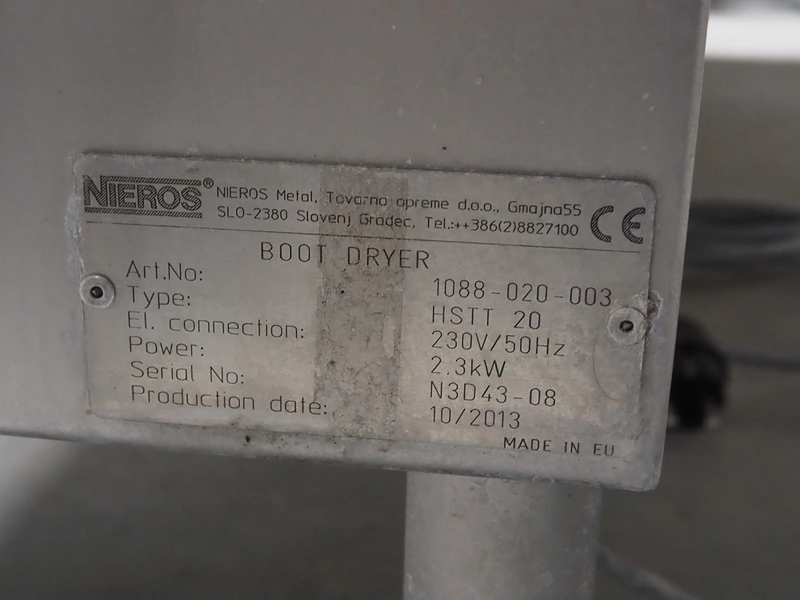 NIEROS® NIEROS Metal, Tovarna opreme d.o.o., Gmajna55
SLO-2380 Slovenj Gradec, Tel.:++386(2)8827100
CE
BOOT DRYER
Art.No: 1088-020-003
Type: HSTT 20
El. connection: 230V/50Hz
Power: 2.3kW
Serial No: N3D43-08
Production date: 10/2013
MADE IN EU